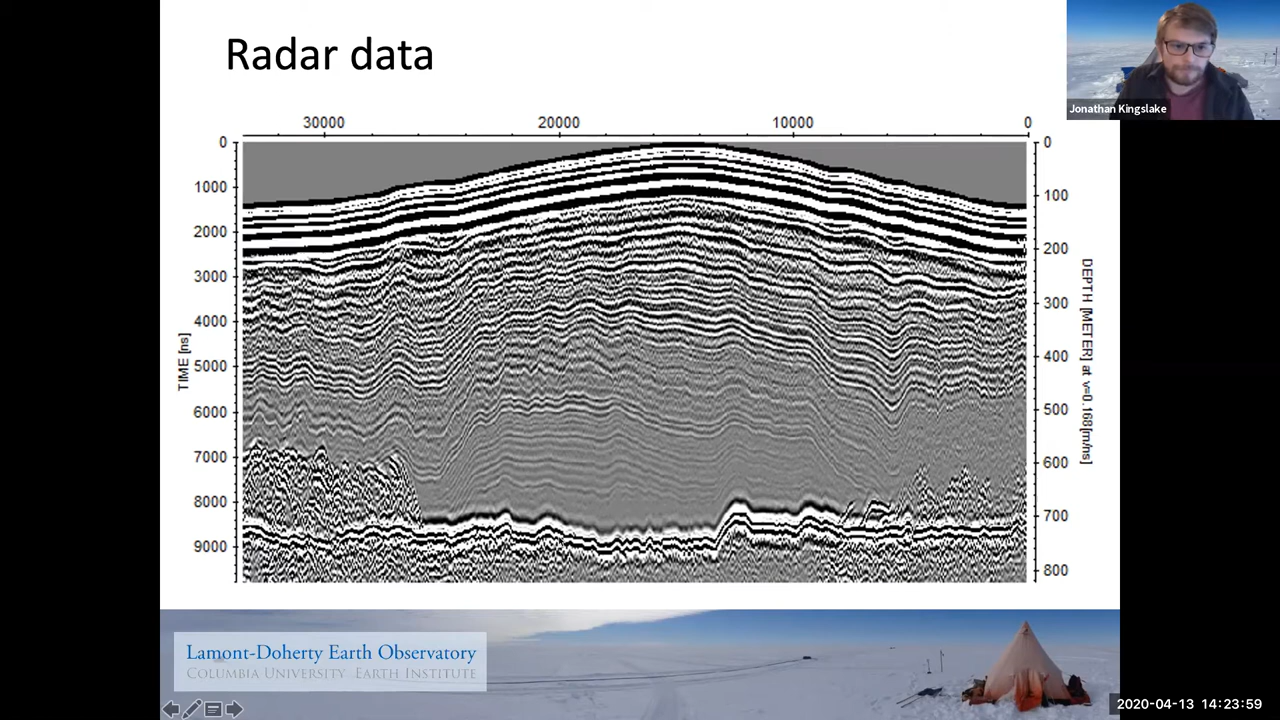 Radar data
Jonathan Kingslake
30000 20000 10000 0
0 0
1000 100
2000 200
3000 300
4000 400
5000
6000 500
7000 600
8000 700
9000 800
TIME [ns]
DEPTH [METER] at v=0.168[m/ns]
Lamont-Doherty Earth Observatory
COLUMBIA UNIVERSITY EARTH INSTITUTE
2020-04-13 14:23:59